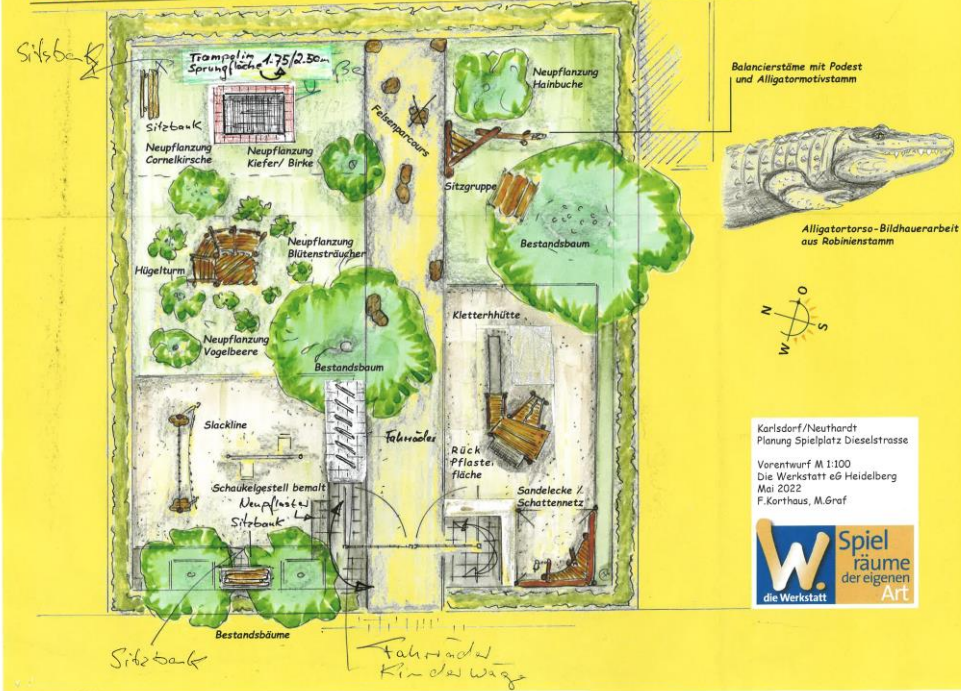 Sitzbank
Trampolin 1.75/2.50m
Sprungfläche
Sitzbank
Neupflanzung
Cornelkirsche
Neupflanzung
Kiefer/ Birke
Felsenparcours
Neupflanzung
Hainbuche
Balancierstäme mit Podest
und Alligatormotivstamm
Alligatortorso-Bildhauerarbeit
aus Robinienstamm
Sitzgruppe
Bestandsbaum
Neupflanzung
Blütensträucher
Hügelturm
N
O
S
W
Kletterhhütte
Neupflanzung
Vogelbeere
Bestandsbaum
Slackline
Fahrräder
Schaukelgestell bemalt
Rück
Pflaster
fläche
Neupflaster
Sitzbank
Sandelecke /.
Schattennetz
Karlsdorf/Neuthardt
Planung Spielplatz Dieselstrasse
Vorentwurf M 1:100
Die Werkstatt eG Heidelberg
Mai 2022
F.Korthaus, M.Graf
W.
die Werkstatt
Spiel
räume
der eigenen
Art
Bestandsbäume
Sitzbank
Fahrräder
Kinderwäge